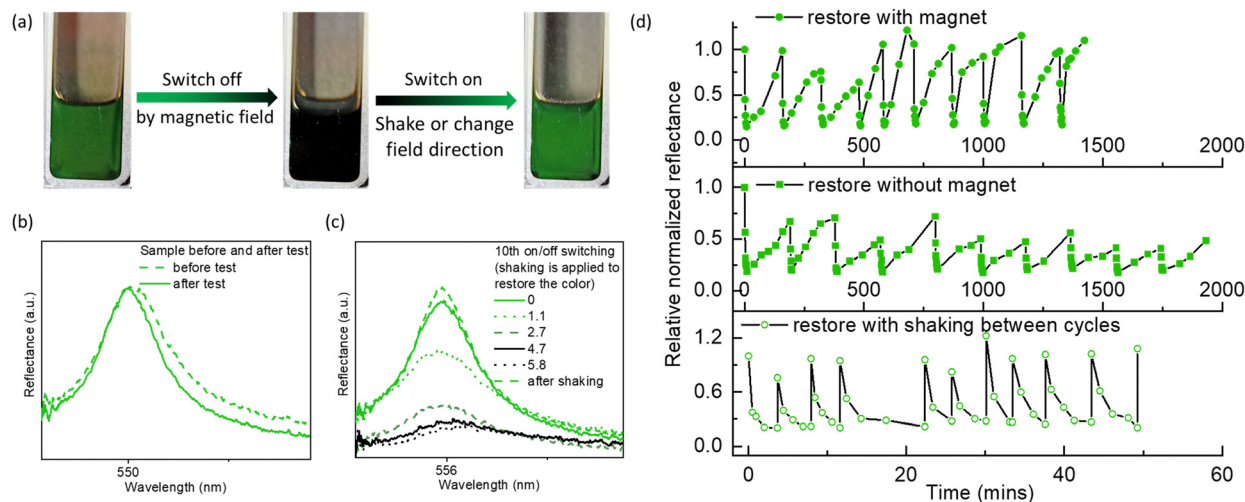 (a)
Switch off
by magnetic field
Switch on
Shake or change
field direction
(b)
Sample before and after test
before test
after test
Reflectance (a.u.)
550
Wavelength (nm)
(c)
10th on/off switching
(shaking is applied to
restore the color)
0
1.1
2.7
4.7
5.8
after shaking
Reflectance (a.u.)
556
Wavelength (nm)
(d)
Relative normalized reflectance
restore with magnet
1.0
0.5
0.0
0 500 1000 1500 2000
restore without magnet
1.0
0.5
0.0
0 500 1000 1500 2000
restore with shaking between cycles
1.2
0.6
0.0
0 20 40 60
Time (mins)